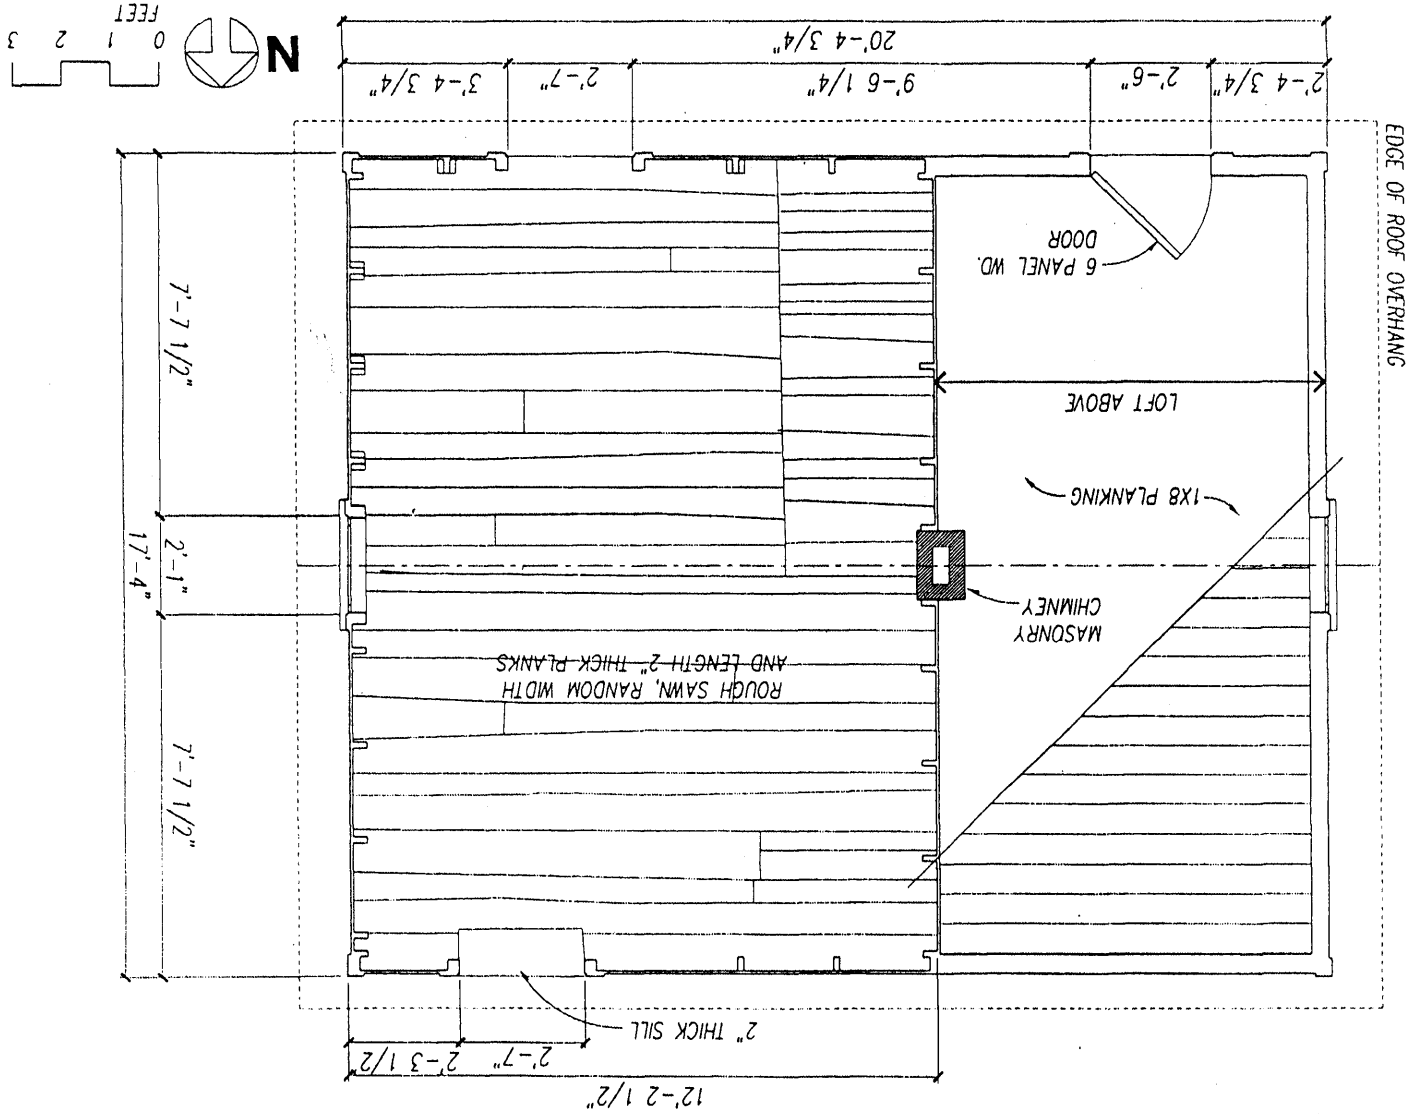 12'-2 1/2"
2'-3 1/2"
2'-7"
2" THICK SILL
ROUGH SAWN, RANDOM WIDTH
AND LENGTH 2" THICK PLANKS
MASONRY
CHIMNEY
1X8 PLANKING
LOFT ABOVE
6 PANEL WD.
DOOR
EDGE OF ROOF OVERHANG
7'-7 1/2"
2'-1"
17'-4"
7'-7 1/2"
2'-4 3/4"
2'-6"
9'-6 1/4"
2'-7"
3'-4 3/4"
20'-4 3/4"
N
0 1 2 3
FEET